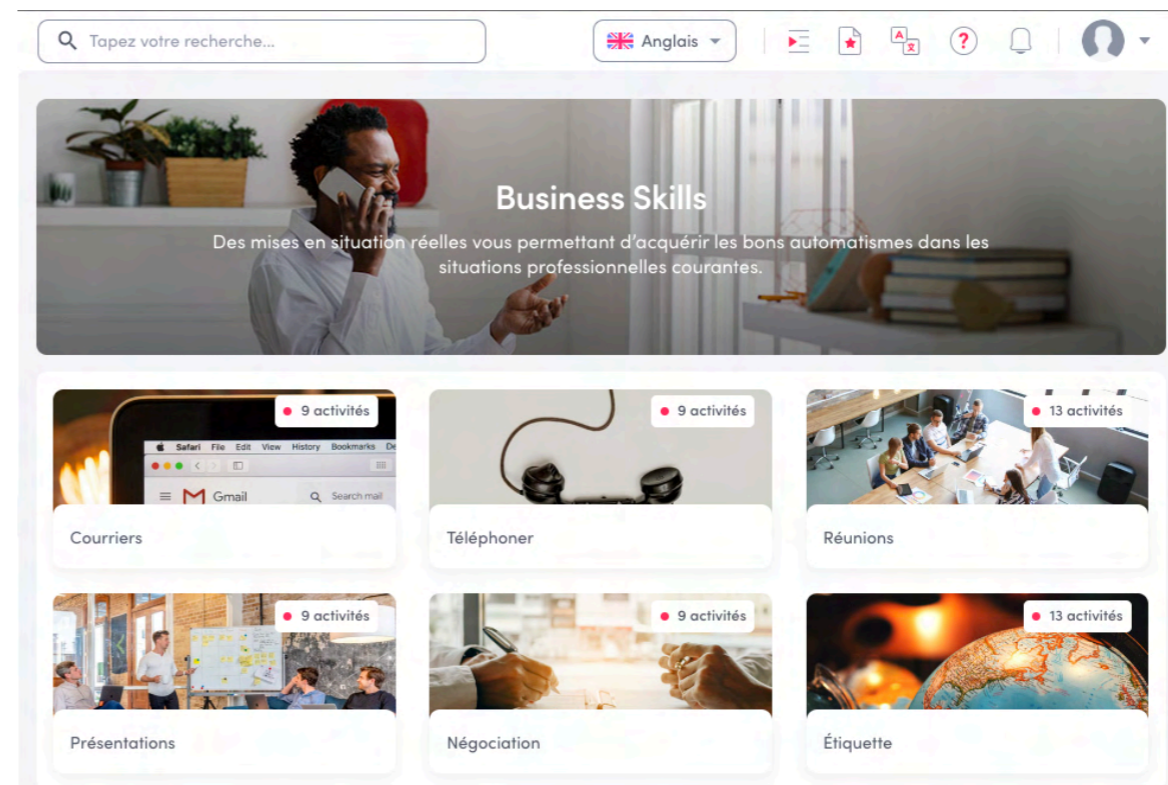 Tapez votre recherche...
Anglais
Business Skills
Des mises en situation réelles vous permettant d'acquérir les bons automatismes dans les
situations professionnelles courantes.
9 activités
9 activités
13 activités
Safari File Edit View History Bookmarks De
Gmail
Search mail
Courriers
Téléphoner
Réunions
9 activités
9 activités
13 activités
Présentations
Négociation
Étiquette